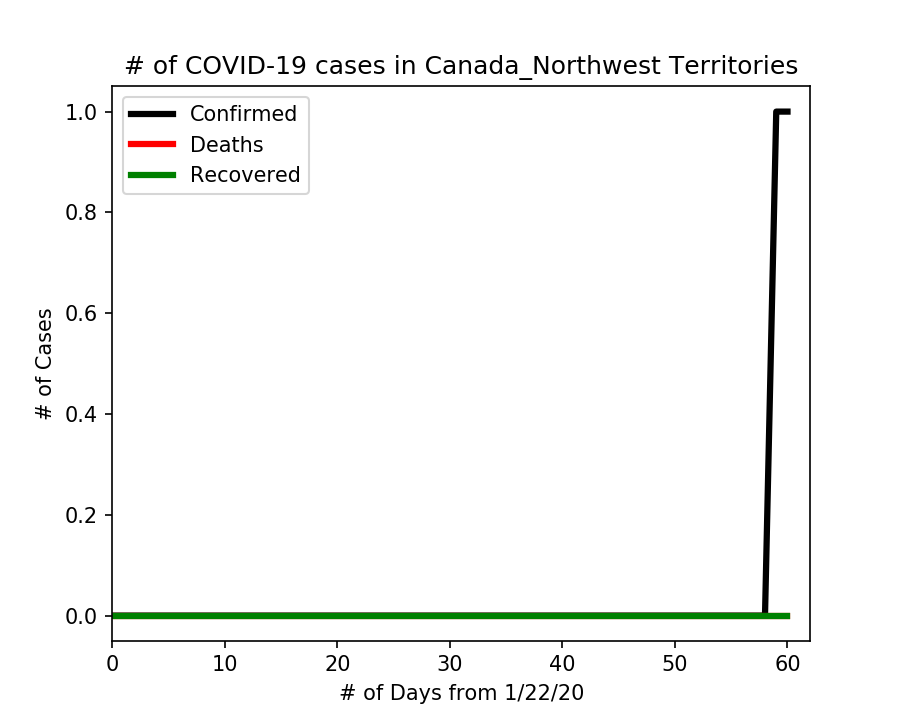 # of COVID-19 cases in Canada_Northwest Territories
Confirmed
Deaths
Recovered
1.0
0.8
0.6
0.4
0.2
0.0
# of Cases
0 10 20 30 40 50 60
# of Days from 1/22/20